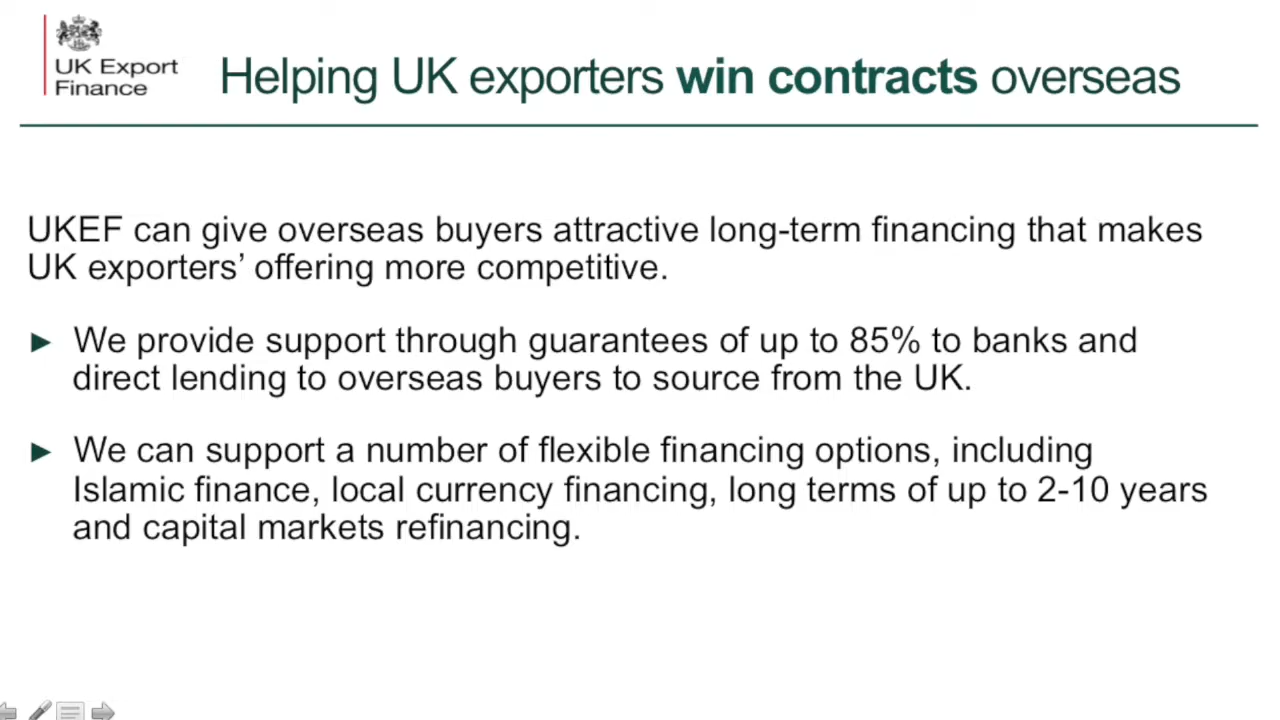 UK Export
Finance
Helping UK exporters win contracts overseas
UKEF can give overseas buyers attractive long-term financing that makes
UK exporters’ offering more competitive.
► We provide support through guarantees of up to 85% to banks and
direct lending to overseas buyers to source from the UK.
► We can support a number of flexible financing options, including
Islamic finance, local currency financing, long terms of up to 2-10 years
and capital markets refinancing.